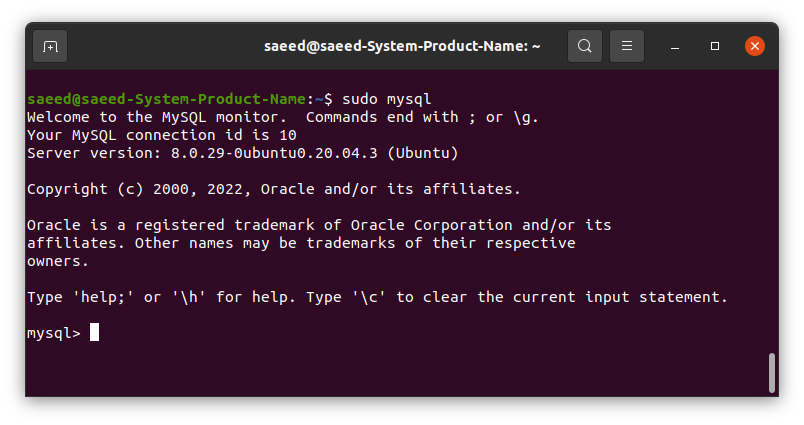 saeed@saeed-System-Product-Name: ~
saeed@saeed-System-Product-Name:~$ sudo mysql
Welcome to the MySQL monitor.  Commands end with ; or \g.
Your MySQL connection id is 10
Server version: 8.0.29-0ubuntu0.20.04.3 (Ubuntu)
Copyright (c) 2000, 2022, Oracle and/or its affiliates.
Oracle is a registered trademark of Oracle Corporation and/or its
affiliates. Other names may be trademarks of their respective
owners.
Type 'help;' or '\h' for help. Type '\c' to clear the current input statement.
mysql>